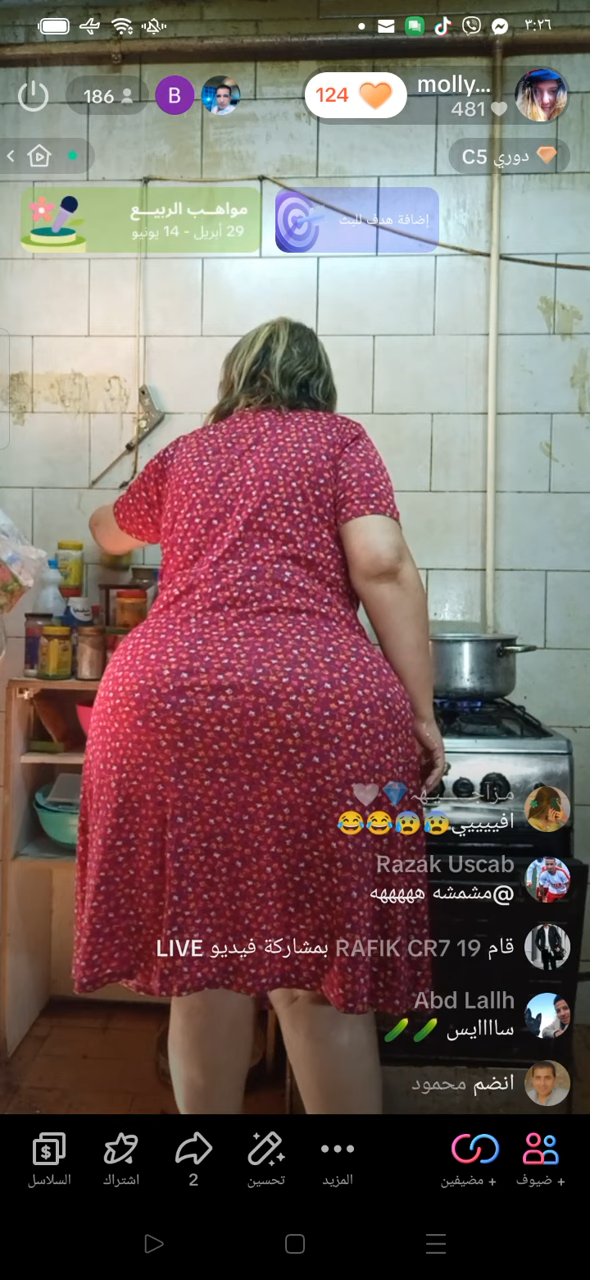 ٣:٢٦
molly...
481
124
B
186
دوري C5
إضافة هدف للبث
مواهب الربيع
29 أبريل - 14 يونيو
مزاجيه
افيييييي😰😰😂😂
Razak Uscab
@مشمشه هههههه
قام RAFIK CR7 19 بمشاركة فيديو LIVE
Abd Lallh
ساااايس 🥒 🥒
انضم محمود
+ ضيوف
+ مضيفين
المزيد
تحسين
2
اشتراك
السلاسل